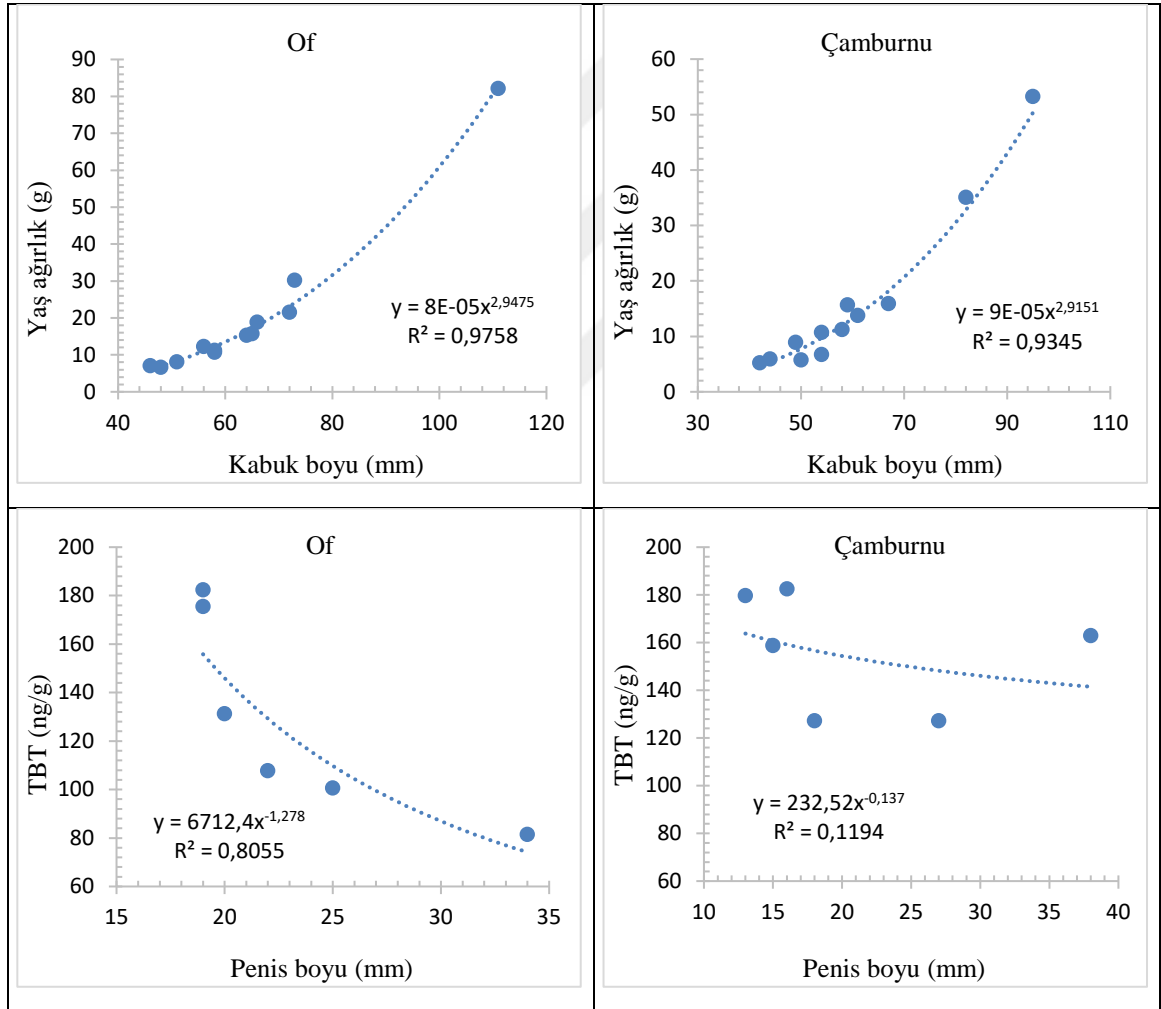 Of
90
80
70
60
50
40
30
20
10
0
Yaş ağırlık (g)
y = 8E-05x^2,9475
R² = 0,9758
40 60 80 100 120
Kabuk boyu (mm)
Çamburnu
60
50
40
30
20
10
0
Yaş ağırlık (g)
y = 9E-05x^2,9151
R² = 0,9345
30 50 70 90 110
Kabuk boyu (mm)
Of
200
180
160
140
120
100
80
60
TBT (ng/g)
y = 6712,4x^-1,278
R² = 0,8055
15 20 25 30 35
Penis boyu (mm)
Çamburnu
200
180
160
140
120
100
80
60
TBT (ng/g)
y = 232,52x^-0,137
R² = 0,1194
10 15 20 25 30 35 40
Penis boyu (mm)